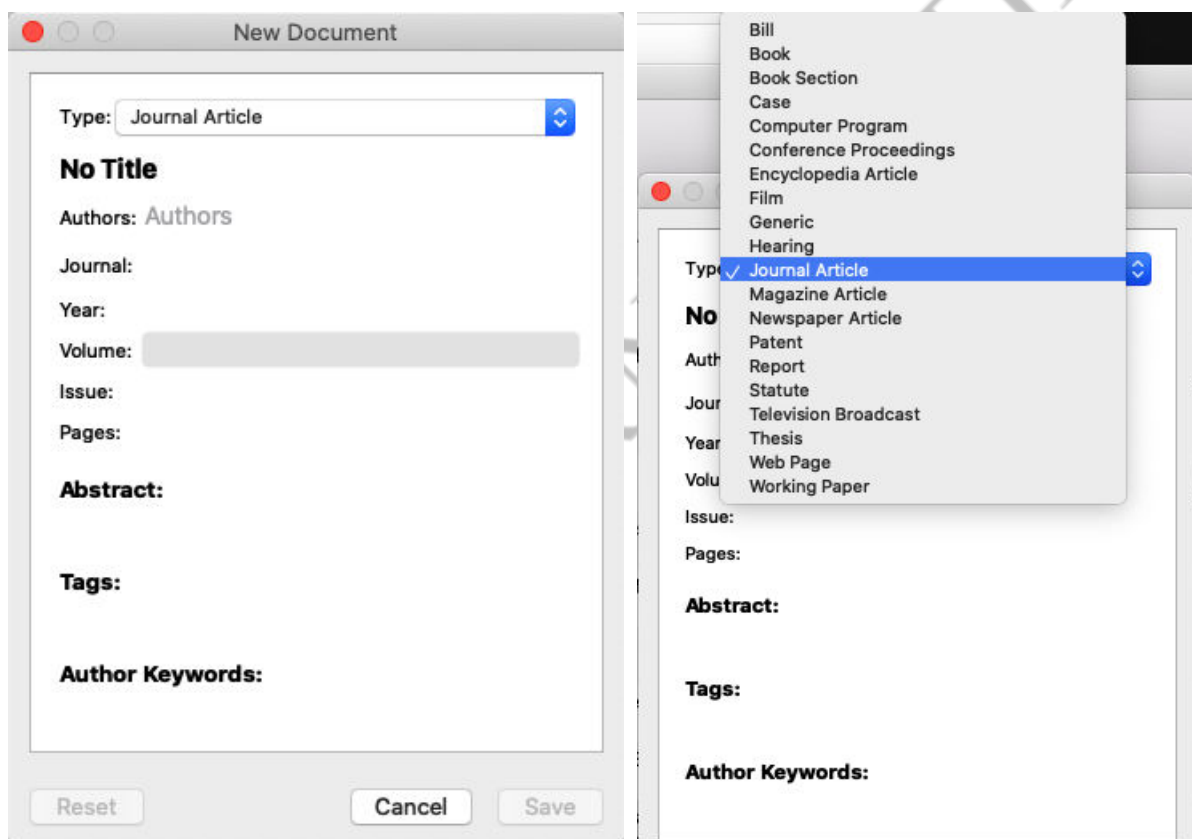 New Document
Type: Journal Article
No Title
Authors: Authors
Journal:
Year:
Volume:
Issue:
Pages:
Abstract:
Tags:
Author Keywords:
Reset Cancel Save
Bill
Book
Book Section
Case
Computer Program
Conference Proceedings
Encyclopedia Article
Film
Generic
Hearing
Type ✓ Journal Article
Magazine Article
No Newspaper Article
Patent
Auth Report
Statute
Jour Television Broadcast
Year Thesis
Web Page
Volu Working Paper
Issue:
Pages:
Abstract:
Tags:
Author Keywords: